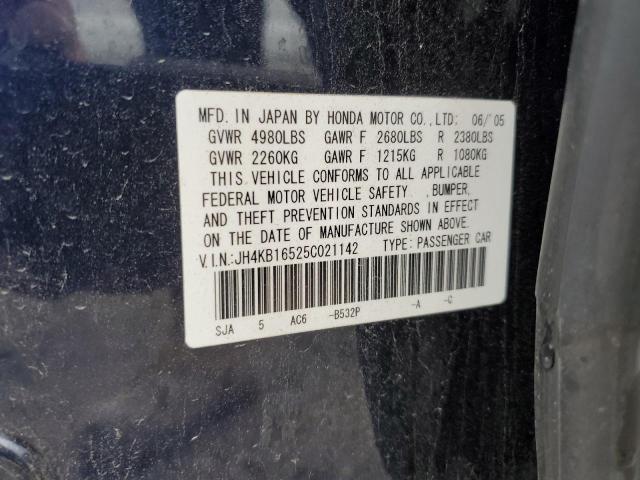 MFD. IN JAPAN BY HONDA MOTOR CO., LTD: 06/'05
GVWR 4980LBS GAWR F 2680LBS R 2380LBS
GVWR 2260KG GAWR F 1215KG R 1080KG
THIS VEHICLE CONFORMS TO ALL APPLICABLE
FEDERAL MOTOR VEHICLE SAFETY , BUMPER,
AND THEFT PREVENTION STANDARDS IN EFFECT
ON THE DATE OF MANUFACTURE SHOWN ABOVE.
V.I.N.:JH4KB16525C021142 TYPE: PASSENGER CAR
SJA 5 AC6 -B532P -A -C